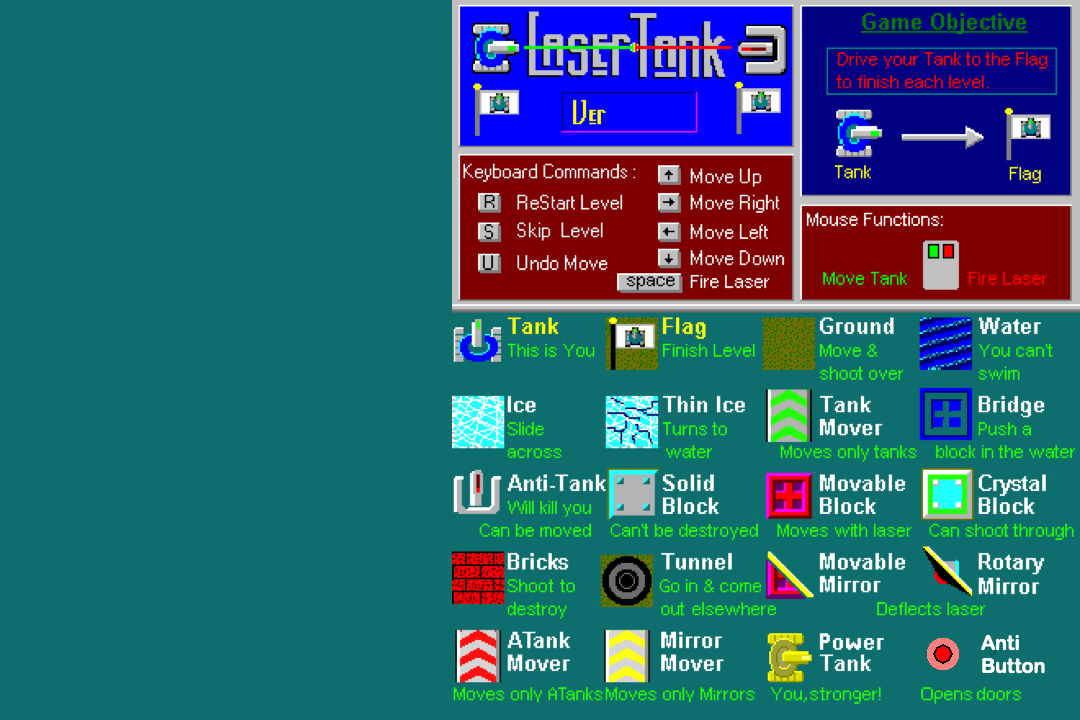 LaserTank
Ver
Game Objective
Drive your Tank to the Flag
to finish each level.
Tank
Flag
Keyboard Commands :
R ReStart Level
S Skip Level
U Undo Move
Move Up
Move Right
Move Left
Move Down
space Fire Laser
Mouse Functions:
Move Tank
Fire Laser
Tank
This is You
Flag
Finish Level
Ground
Move &
shoot over
Water
You can't
swim
Ice
Slide
across
Thin Ice
Turns to
water
Tank
Mover
Moves only tanks
Bridge
Push a
block in the water
Anti-Tank
Will kill you
Can be moved
Solid
Block
Can't be destroyed
Movable
Block
Moves with laser
Crystal
Block
Can shoot through
Bricks
Shoot to
destroy
Tunnel
Go in & come
out elsewhere
Movable
Mirror
Rotary
Mirror
Deflects laser
ATank
Mover
Moves only ATanks
Mirror
Mover
Moves only Mirrors
Power
Tank
You,stronger!
Anti
Button
Opens doors